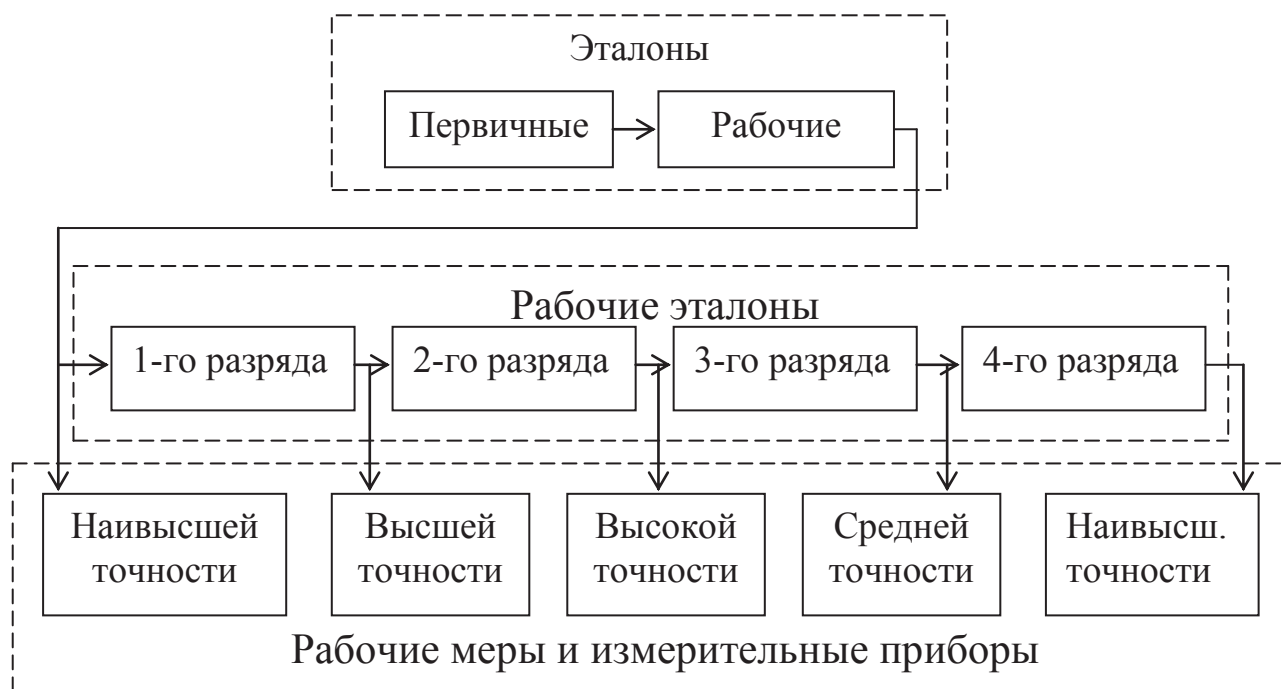 Эталоны
Первичные
Рабочие
Рабочие эталоны
1-го разряда
2-го разряда
3-го разряда
4-го разряда
Наивысшей
точности
Высшей
точности
Высокой
точности
Средней
точности
Наивысш.
точности
Рабочие меры и измерительные приборы